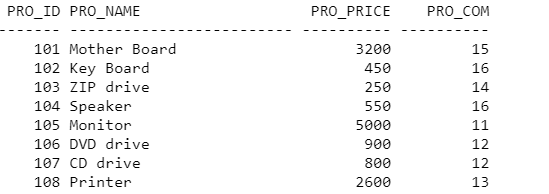 PRO_ID PRO_NAME PRO_PRICE PRO_COM
------- ------------------------- ---------- ----------
101 Mother Board 3200 15
102 Key Board 450 16
103 ZIP drive 250 14
104 Speaker 550 16
105 Monitor 5000 11
106 DVD drive 900 12
107 CD drive 800 12
108 Printer 2600 13